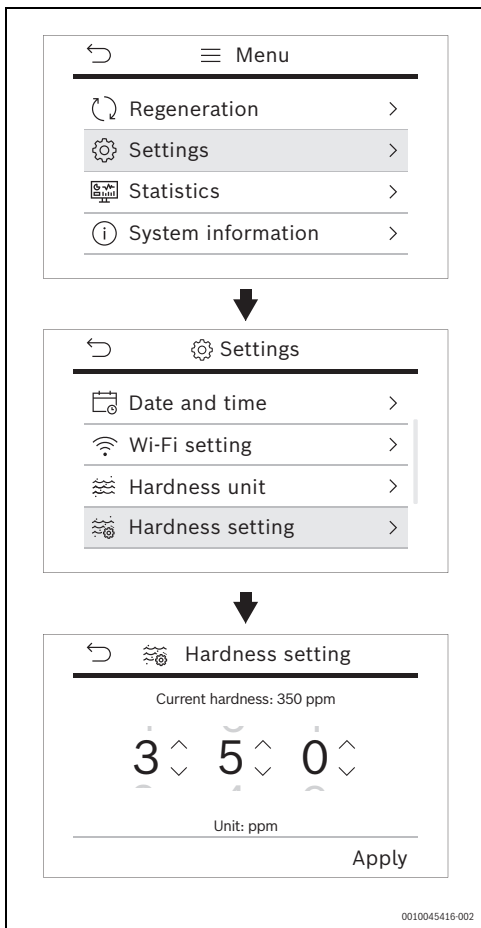 Menu
Regeneration
Settings
Statistics
System information
Settings
Date and time
Wi-Fi setting
Hardness unit
Hardness setting
Hardness setting
Current hardness: 350 ppm
3 5 0
Unit: ppm
Apply
0010045416-002